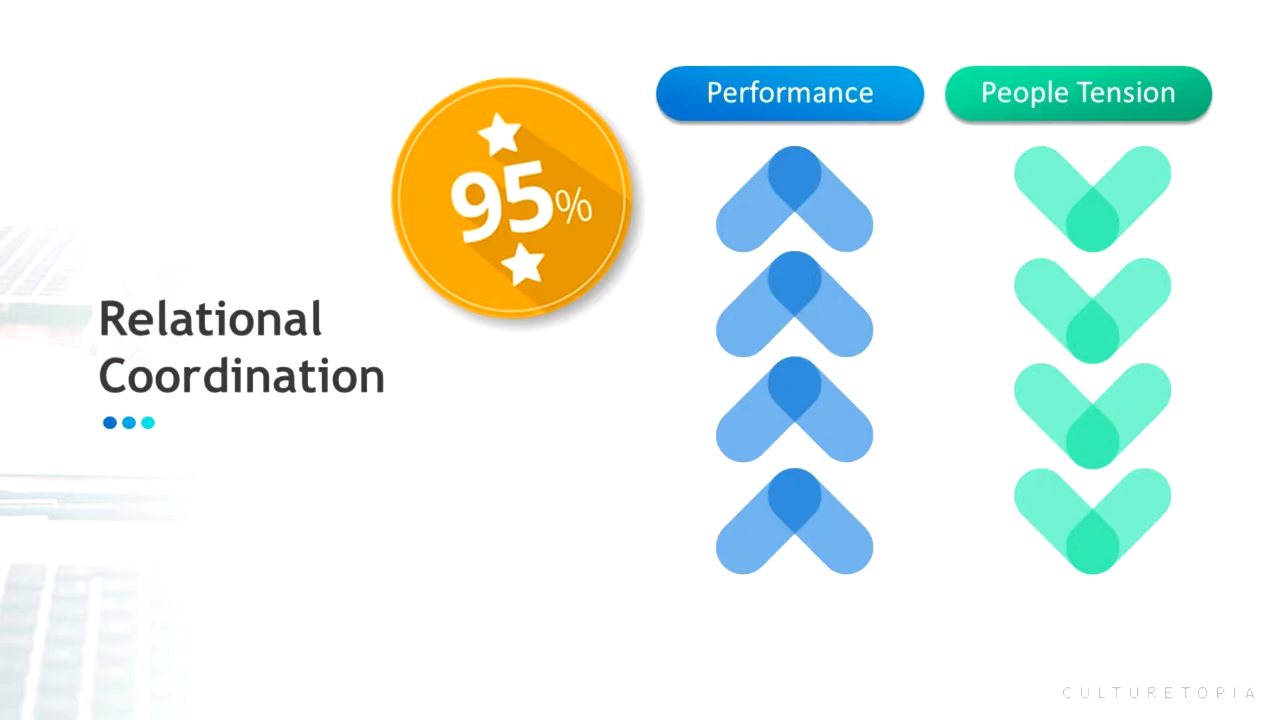 Relational
Coordination
95%
Performance
People Tension
CULTURETOPIA